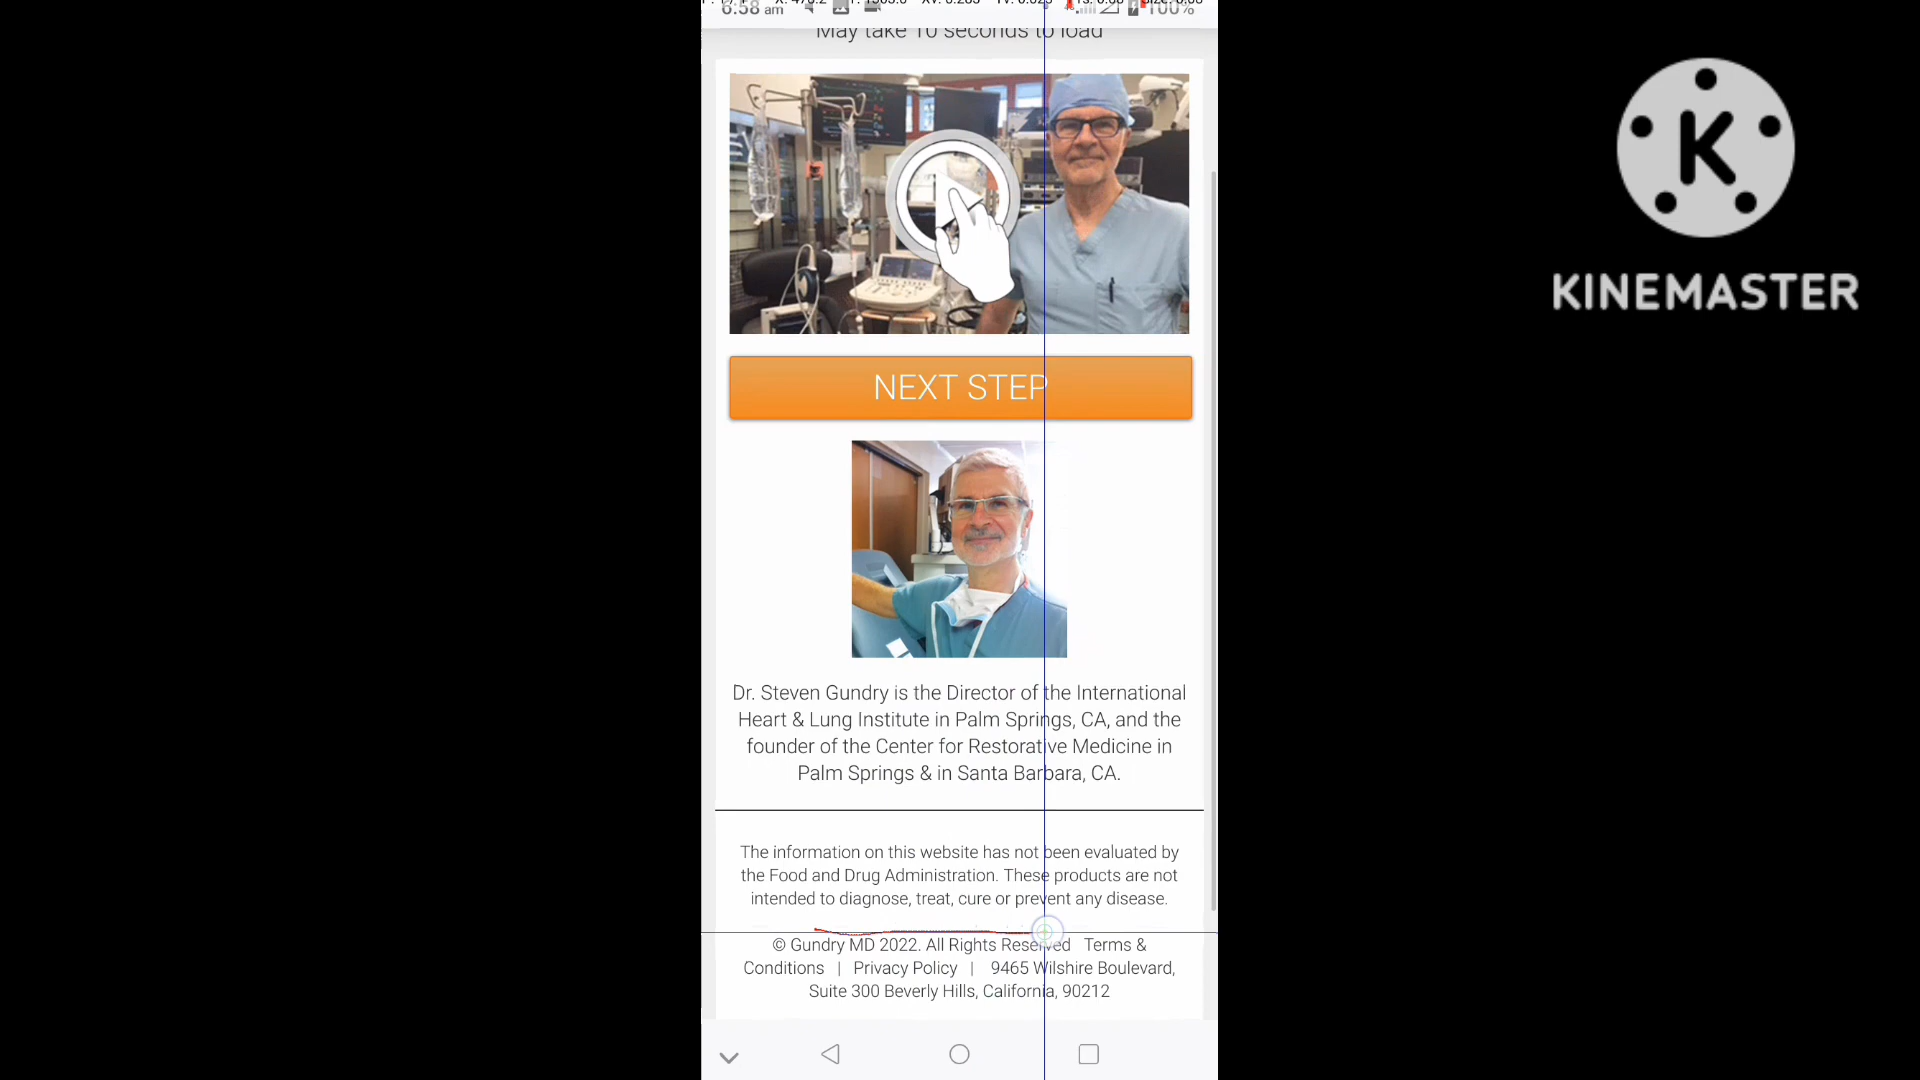 6:58 am
100%
May take 10 seconds to load
K
KINEMASTER
NEXT STEP
Dr. Steven Gundry is the Director of the International
Heart & Lung Institute in Palm Springs, CA, and the
founder of the Center for Restorative Medicine in
Palm Springs & in Santa Barbara, CA.
The information on this website has not been evaluated by
the Food and Drug Administration. These products are not
intended to diagnose, treat, cure or prevent any disease.
© Gundry MD 2022. All Rights Reserved Terms &
Conditions | Privacy Policy | 9465 Wilshire Boulevard,
Suite 300 Beverly Hills, California, 90212